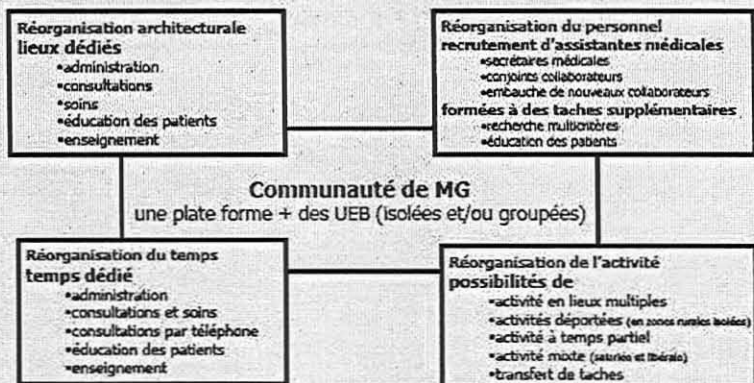 Réorganisation architecturale
lieux dédiés
•administration
•consultations
•soins
•éducation des patients
•enseignement
Réorganisation du personnel
recrutement d'assistantes médicales
•secrétaires médicales
•conjoints collaborateurs
•embauche de nouveaux collaborateurs
formées à des taches supplémentaires
•recherche multicritères
•éducation des patients
Communauté de MG
une plate forme + des UEB (isolées et/ou groupées)
Réorganisation du temps
temps dédié
•administration
•consultations et soins
•consultations par téléphone
•éducation des patients
•enseignement
Réorganisation de l'activité
possibilités de
•activité en lieux multiples
•activités déportées (en zones rurales isolées)
•activité à temps partiel
•activité mixte (salariée et libérale)
•transfert de taches